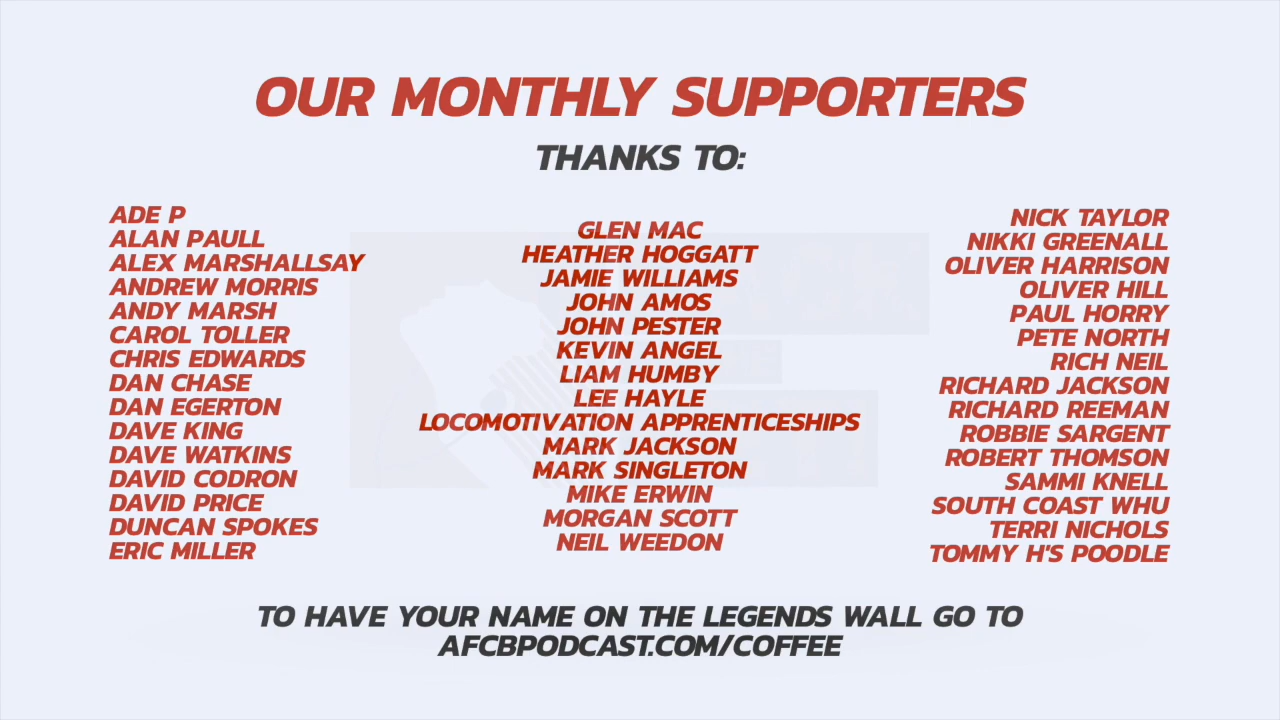 OUR MONTHLY SUPPORTERS
THANKS TO:
ADE P
ALAN PAULL
ALEX MARSHALLSAY
ANDREW MORRIS
ANDY MARSH
CAROL TOLLER
CHRIS EDWARDS
DAN CHASE
DAN EGERTON
DAVE KING
DAVE WATKINS
DAVID CODRON
DAVID PRICE
DUNCAN SPOKES
ERIC MILLER
GLEN MAC
HEATHER HOGGATT
JAMIE WILLIAMS
JOHN AMOS
JOHN PESTER
KEVIN ANGEL
LIAM HUMBY
LEE HAYLE
LOCOMOTIVATION APPRENTICESHIPS
MARK JACKSON
MARK SINGLETON
MIKE ERWIN
MORGAN SCOTT
NEIL WEEDON
NICK TAYLOR
NIKKI GREENALL
OLIVER HARRISON
OLIVER HILL
PAUL HORRY
PETE NORTH
RICH NEIL
RICHARD JACKSON
RICHARD REEMAN
ROBBIE SARGENT
ROBERT THOMSON
SAMMI KNELL
SOUTH COAST WHU
TERRI NICHOLS
TOMMY H'S POODLE
TO HAVE YOUR NAME ON THE LEGENDS WALL GO TO
AFCBPODCAST.COM/COFFEE